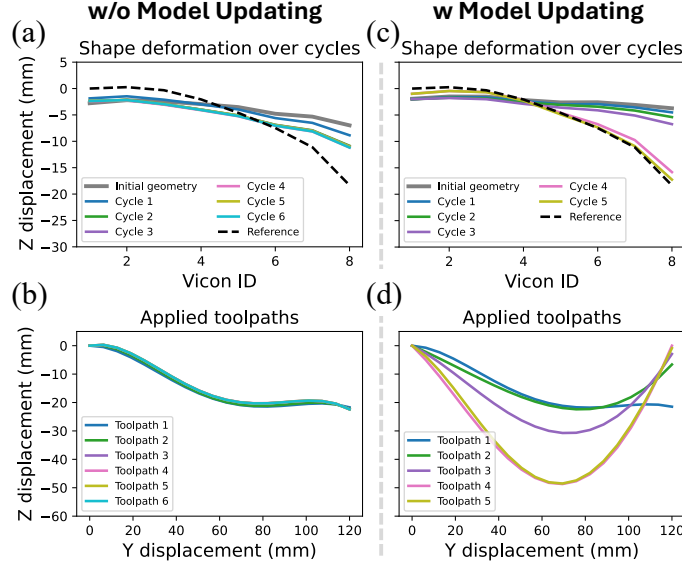 w/o Model Updating
w Model Updating
(a)
Shape deformation over cycles
Z displacement (mm)
5
0
−5
−10
−15
−20
−25
−30
Initial geometry
Cycle 1
Cycle 2
Cycle 3
Cycle 4
Cycle 5
Cycle 6
Reference
2
4
6
8
Vicon ID
(c)
Shape deformation over cycles
Initial geometry
Cycle 1
Cycle 2
Cycle 3
Cycle 4
Cycle 5
Reference
2
4
6
8
Vicon ID
(b)
Applied toolpaths
Z displacement (mm)
0
−10
−20
−30
−40
−50
−60
Toolpath 1
Toolpath 2
Toolpath 3
Toolpath 4
Toolpath 5
Toolpath 6
0
20
40
60
80
100
120
Y displacement (mm)
(d)
Applied toolpaths
Toolpath 1
Toolpath 2
Toolpath 3
Toolpath 4
Toolpath 5
0
20
40
60
80
100
120
Y displacement (mm)